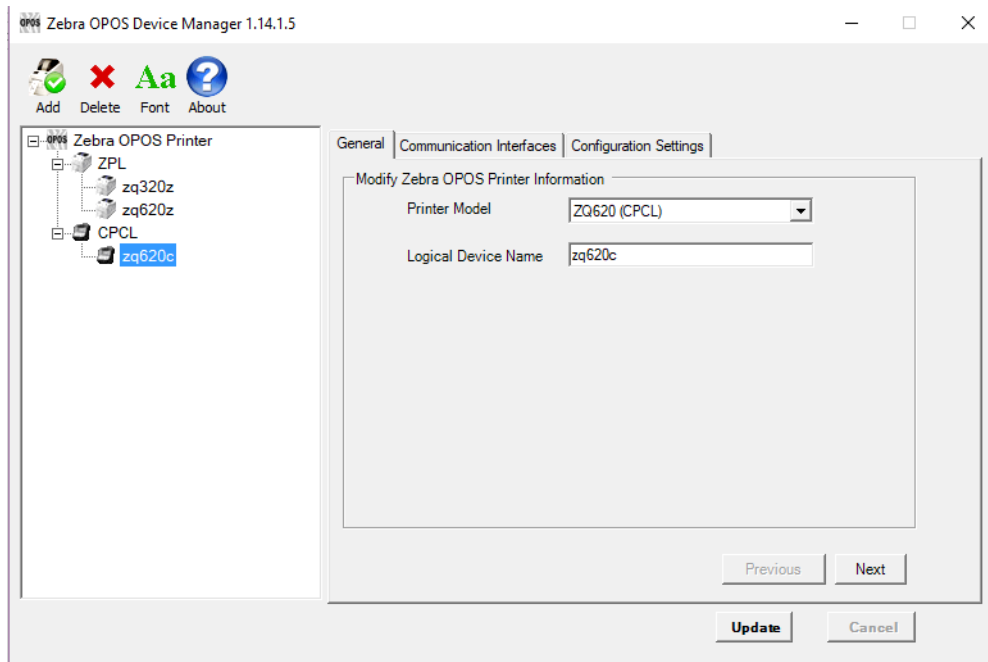 OPOS Zebra OPOS Device Manager 1.14.1.5
Add Delete Font About
Aa
OPOS Zebra OPOS Printer
ZPL
zq320z
zq620z
CPCL
zq620c
General Communication Interfaces Configuration Settings
Modify Zebra OPOS Printer Information
Printer Model ZQ620 (CPCL)
Logical Device Name zq620c
Previous Next
Update Cancel